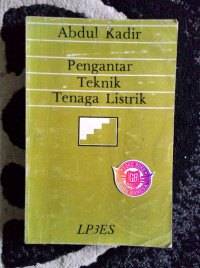 Abdul Kadir
Pengantar
Teknik
Tenaga Listrik
LP3ES